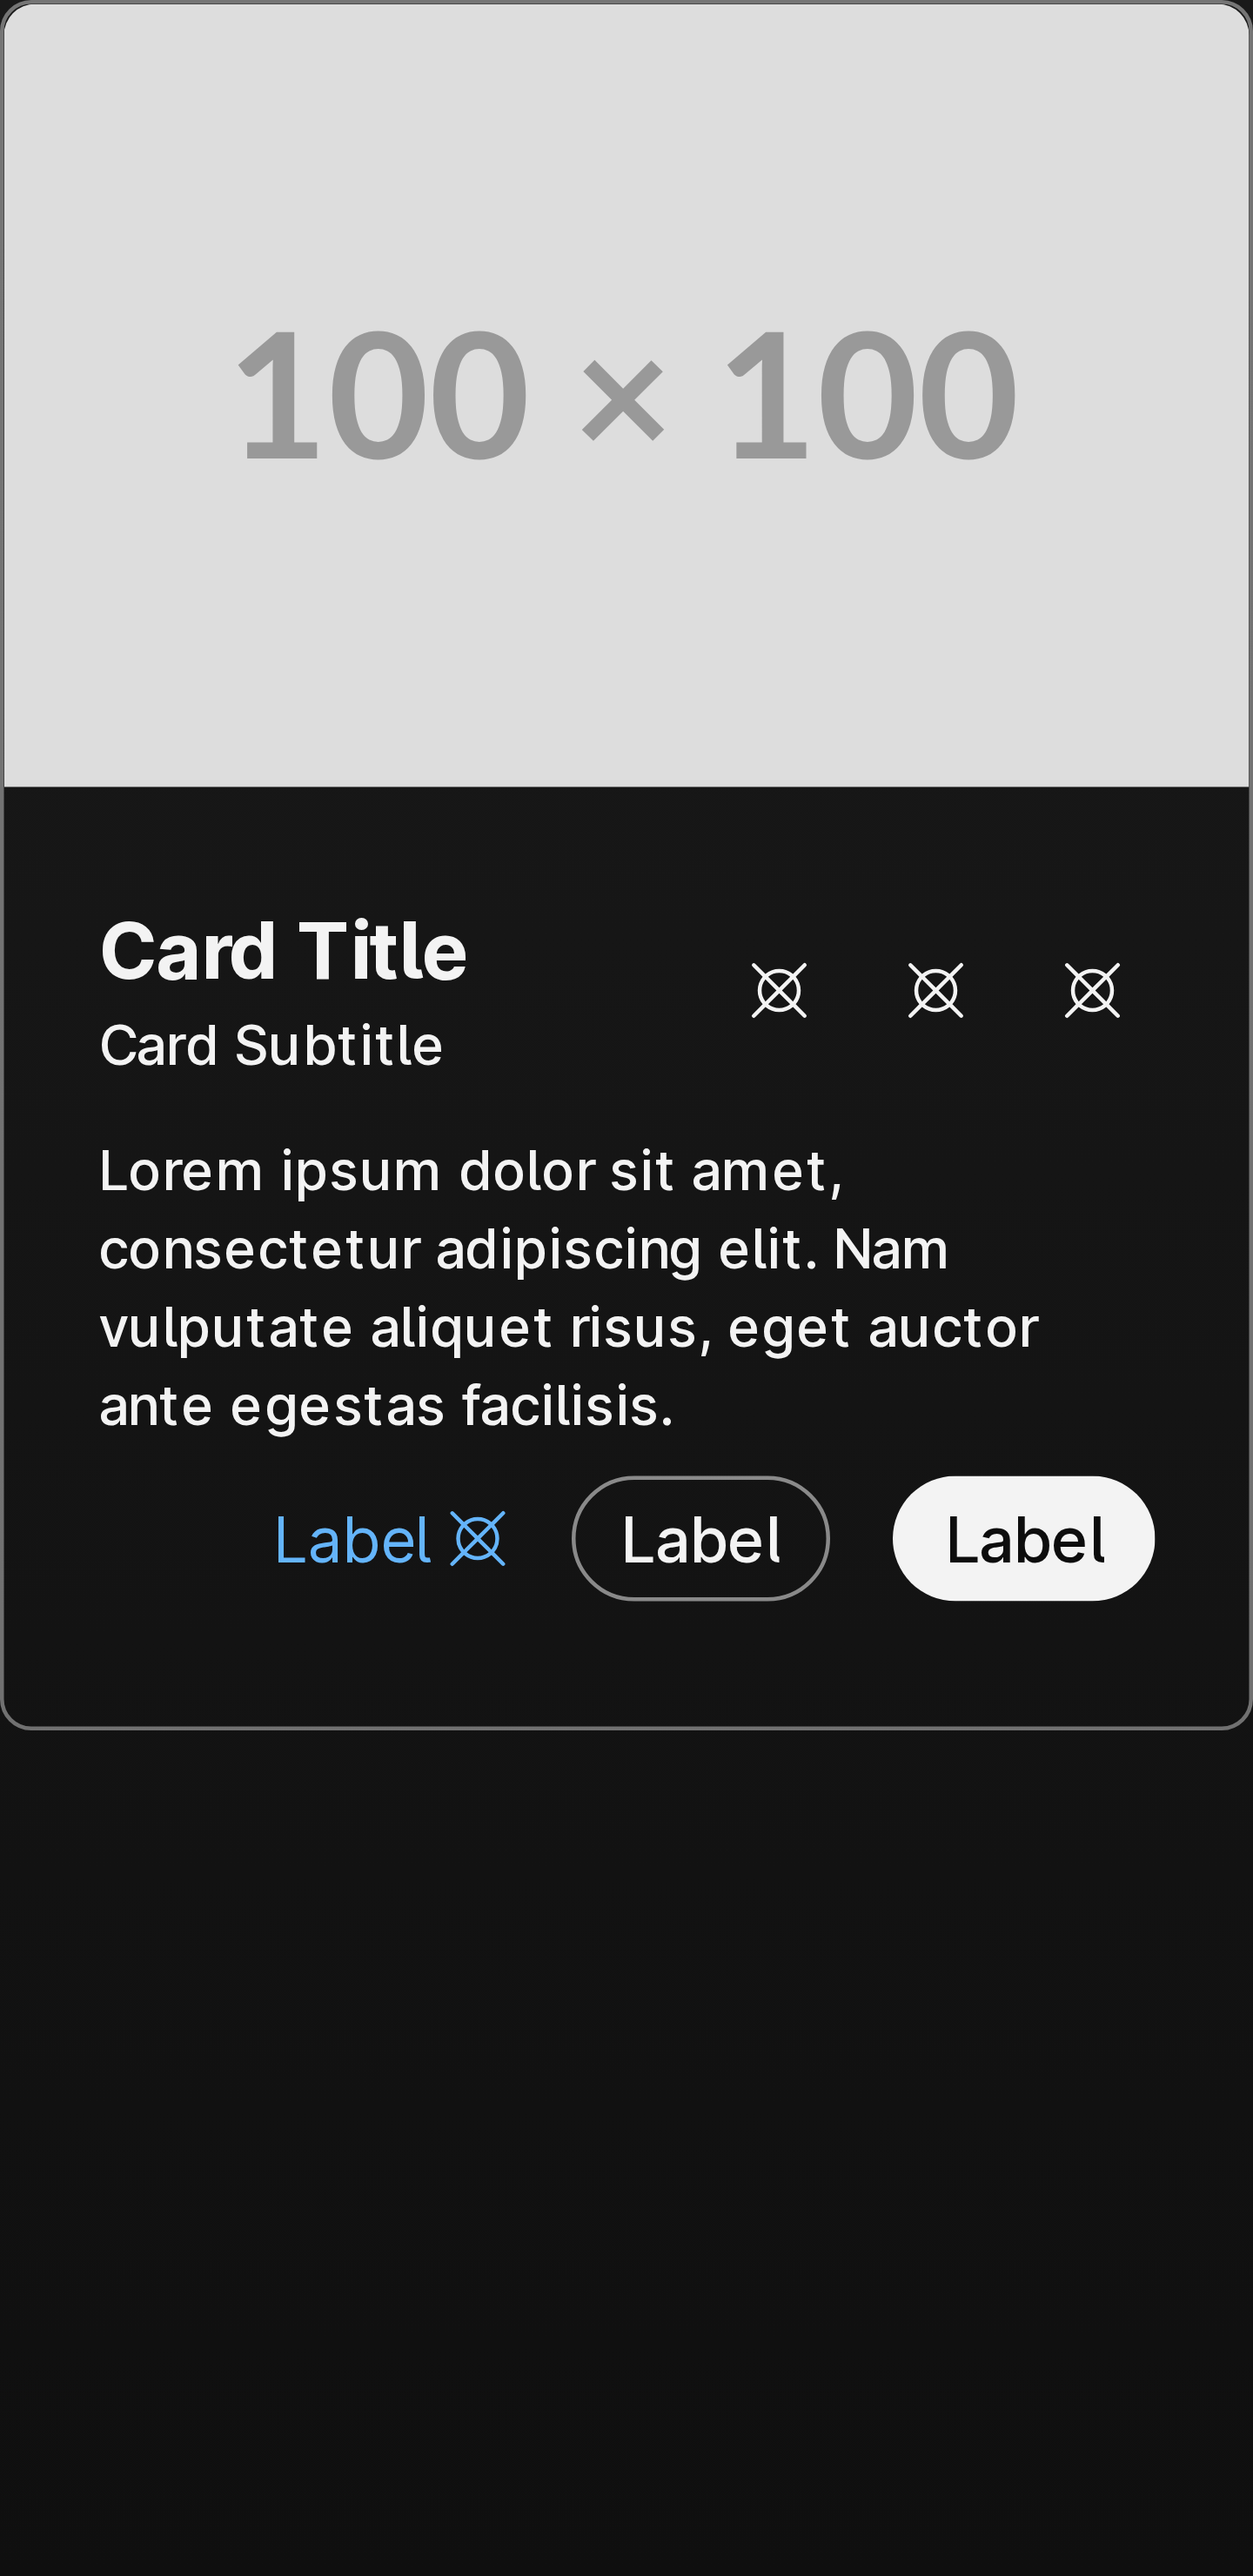 100 × 100
Card Title
Card Subtitle
Lorem ipsum dolor sit amet,
consectetur adipiscing elit. Nam
vulputate aliquet risus, eget auctor
ante egestas facilisis.
Label Label Label